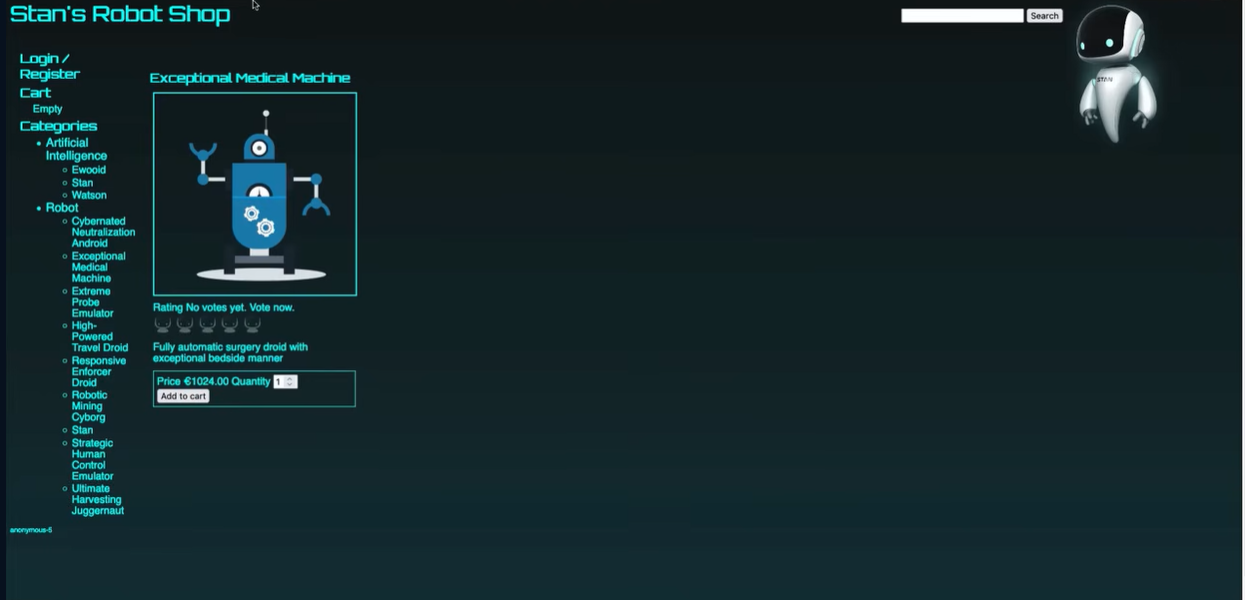 Stan's Robot Shop
Search
STAN
Login /
Register
Cart
Empty
Categories
Artificial
Intelligence
Ewooid
Stan
Watson
Robot
Cybernated
Neutralization
Android
Exceptional
Medical
Machine
Extreme
Probe
Emulator
High-
Powered
Travel Droid
Responsive
Enforcer
Droid
Robotic
Mining
Cyborg
Stan
Strategic
Human
Control
Emulator
Ultimate
Harvesting
Juggernaut
anonymous-5
Exceptional Medical Machine
Rating No votes yet. Vote now.
Fully automatic surgery droid with
exceptional bedside manner
Price €1024.00 Quantity 1
Add to cart